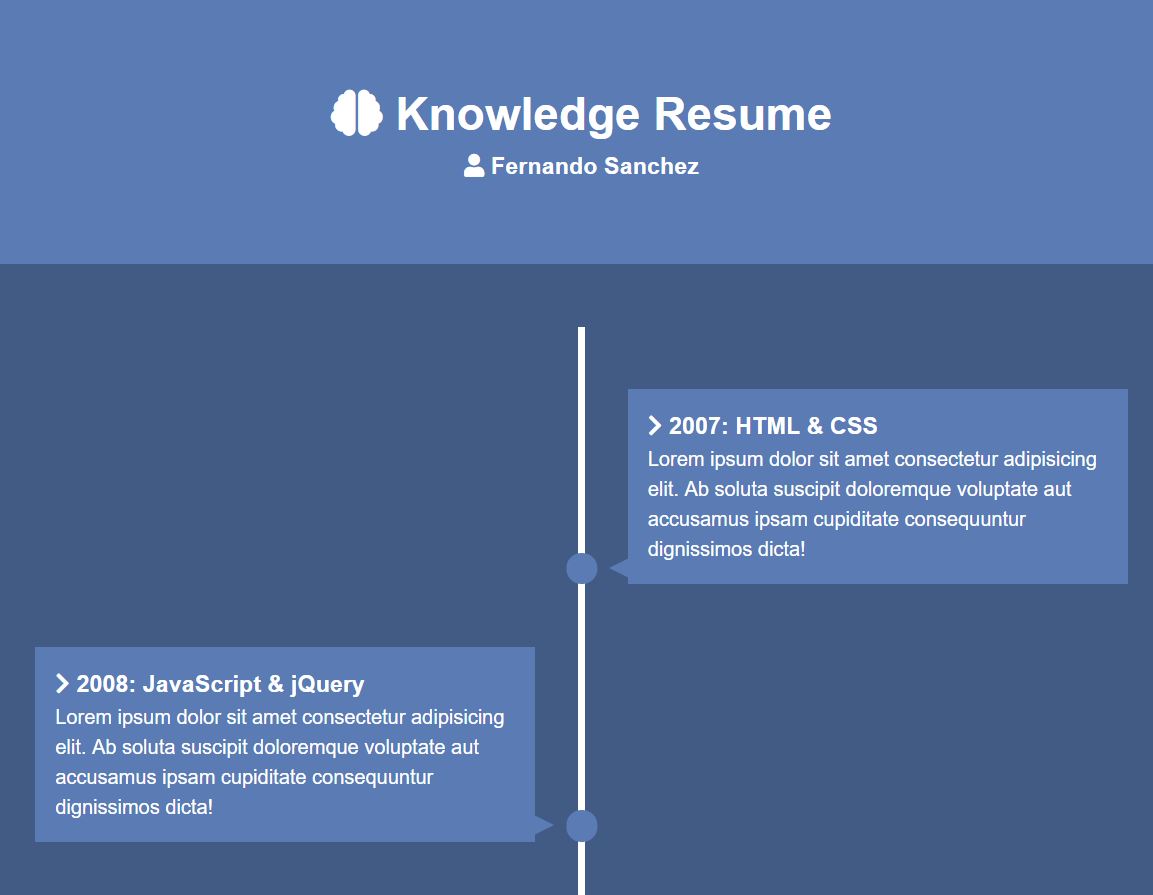 Knowledge Resume
Fernando Sanchez
2007: HTML & CSS
Lorem ipsum dolor sit amet consectetur adipisicing
elit. Ab soluta suscipit doloremque voluptate aut
accusamus ipsam cupiditate consequuntur
dignissimos dicta!
2008: JavaScript & jQuery
Lorem ipsum dolor sit amet consectetur adipisicing
elit. Ab soluta suscipit doloremque voluptate aut
accusamus ipsam cupiditate consequuntur
dignissimos dicta!